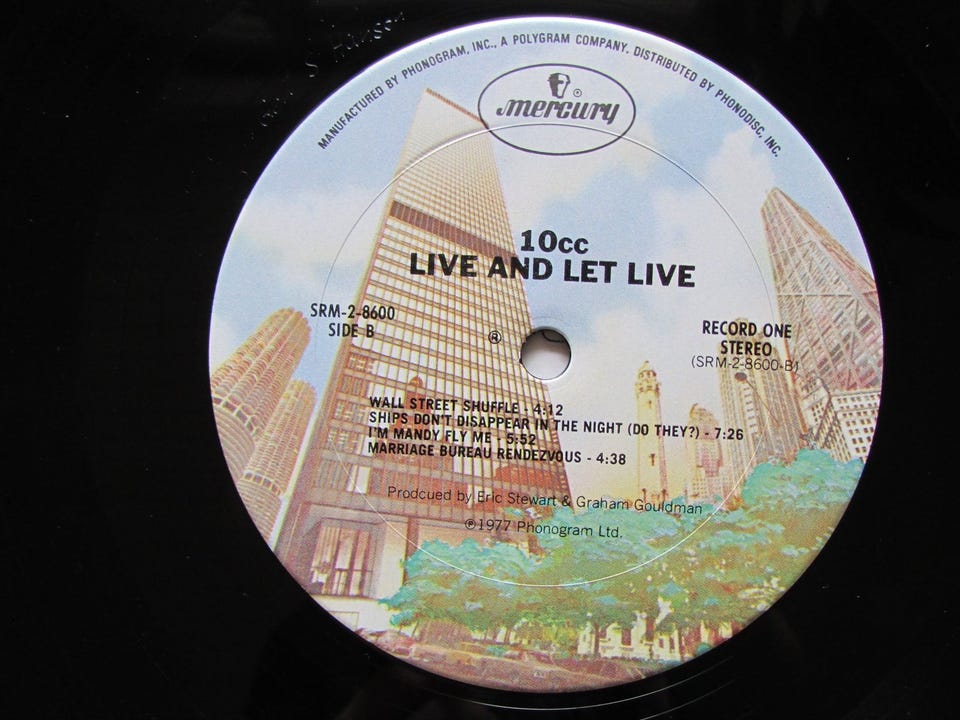 MANUFACTURED BY PHONOGRAM, INC., A POLYGRAM COMPANY. DISTRIBUTED BY PHONODISC, INC.
mercury ®
10cc
LIVE AND LET LIVE
SRM-2-8600
SIDE B
®
RECORD ONE
STEREO
(SRM-2-8600-B)
WALL STREET SHUFFLE - 4:12
SHIPS DON'T DISAPPEAR IN THE NIGHT (DO THEY?) - 7:26
I'M MANDY FLY ME - 5:52
MARRIAGE BUREAU RENDEZVOUS - 4:38
Prodcued by Eric Stewart & Graham Gouldman
℗1977 Phonogram Ltd.